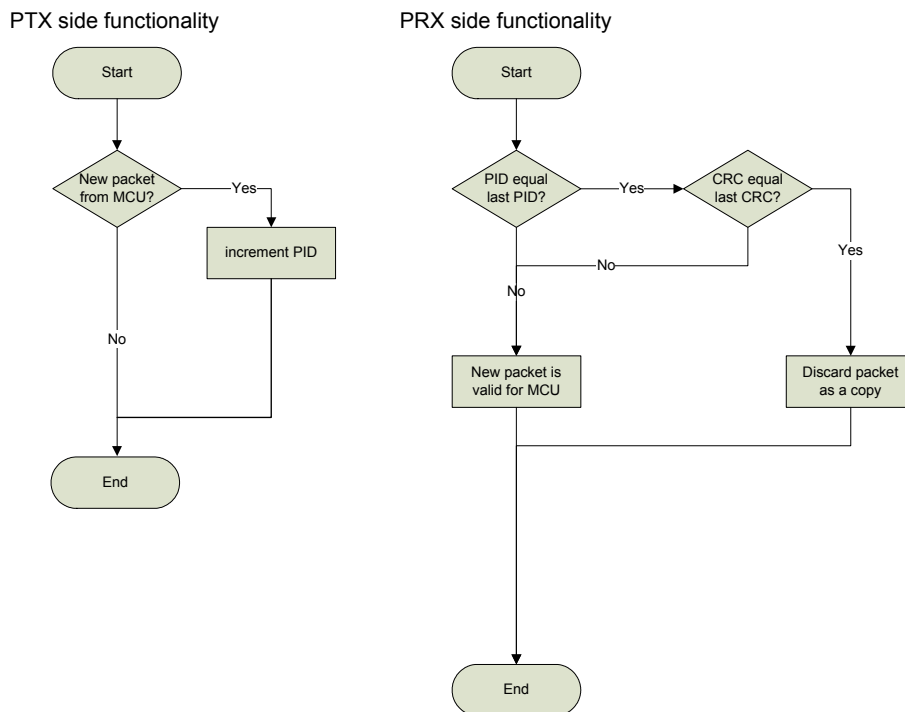 PTX side functionality
Start
New packet
from MCU?
Yes
increment PID
No
End
PRX side functionality
Start
PID equal
last PID?
Yes
CRC equal
last CRC?
Yes
No
No
New packet is
valid for MCU
Discard packet
as a copy
End